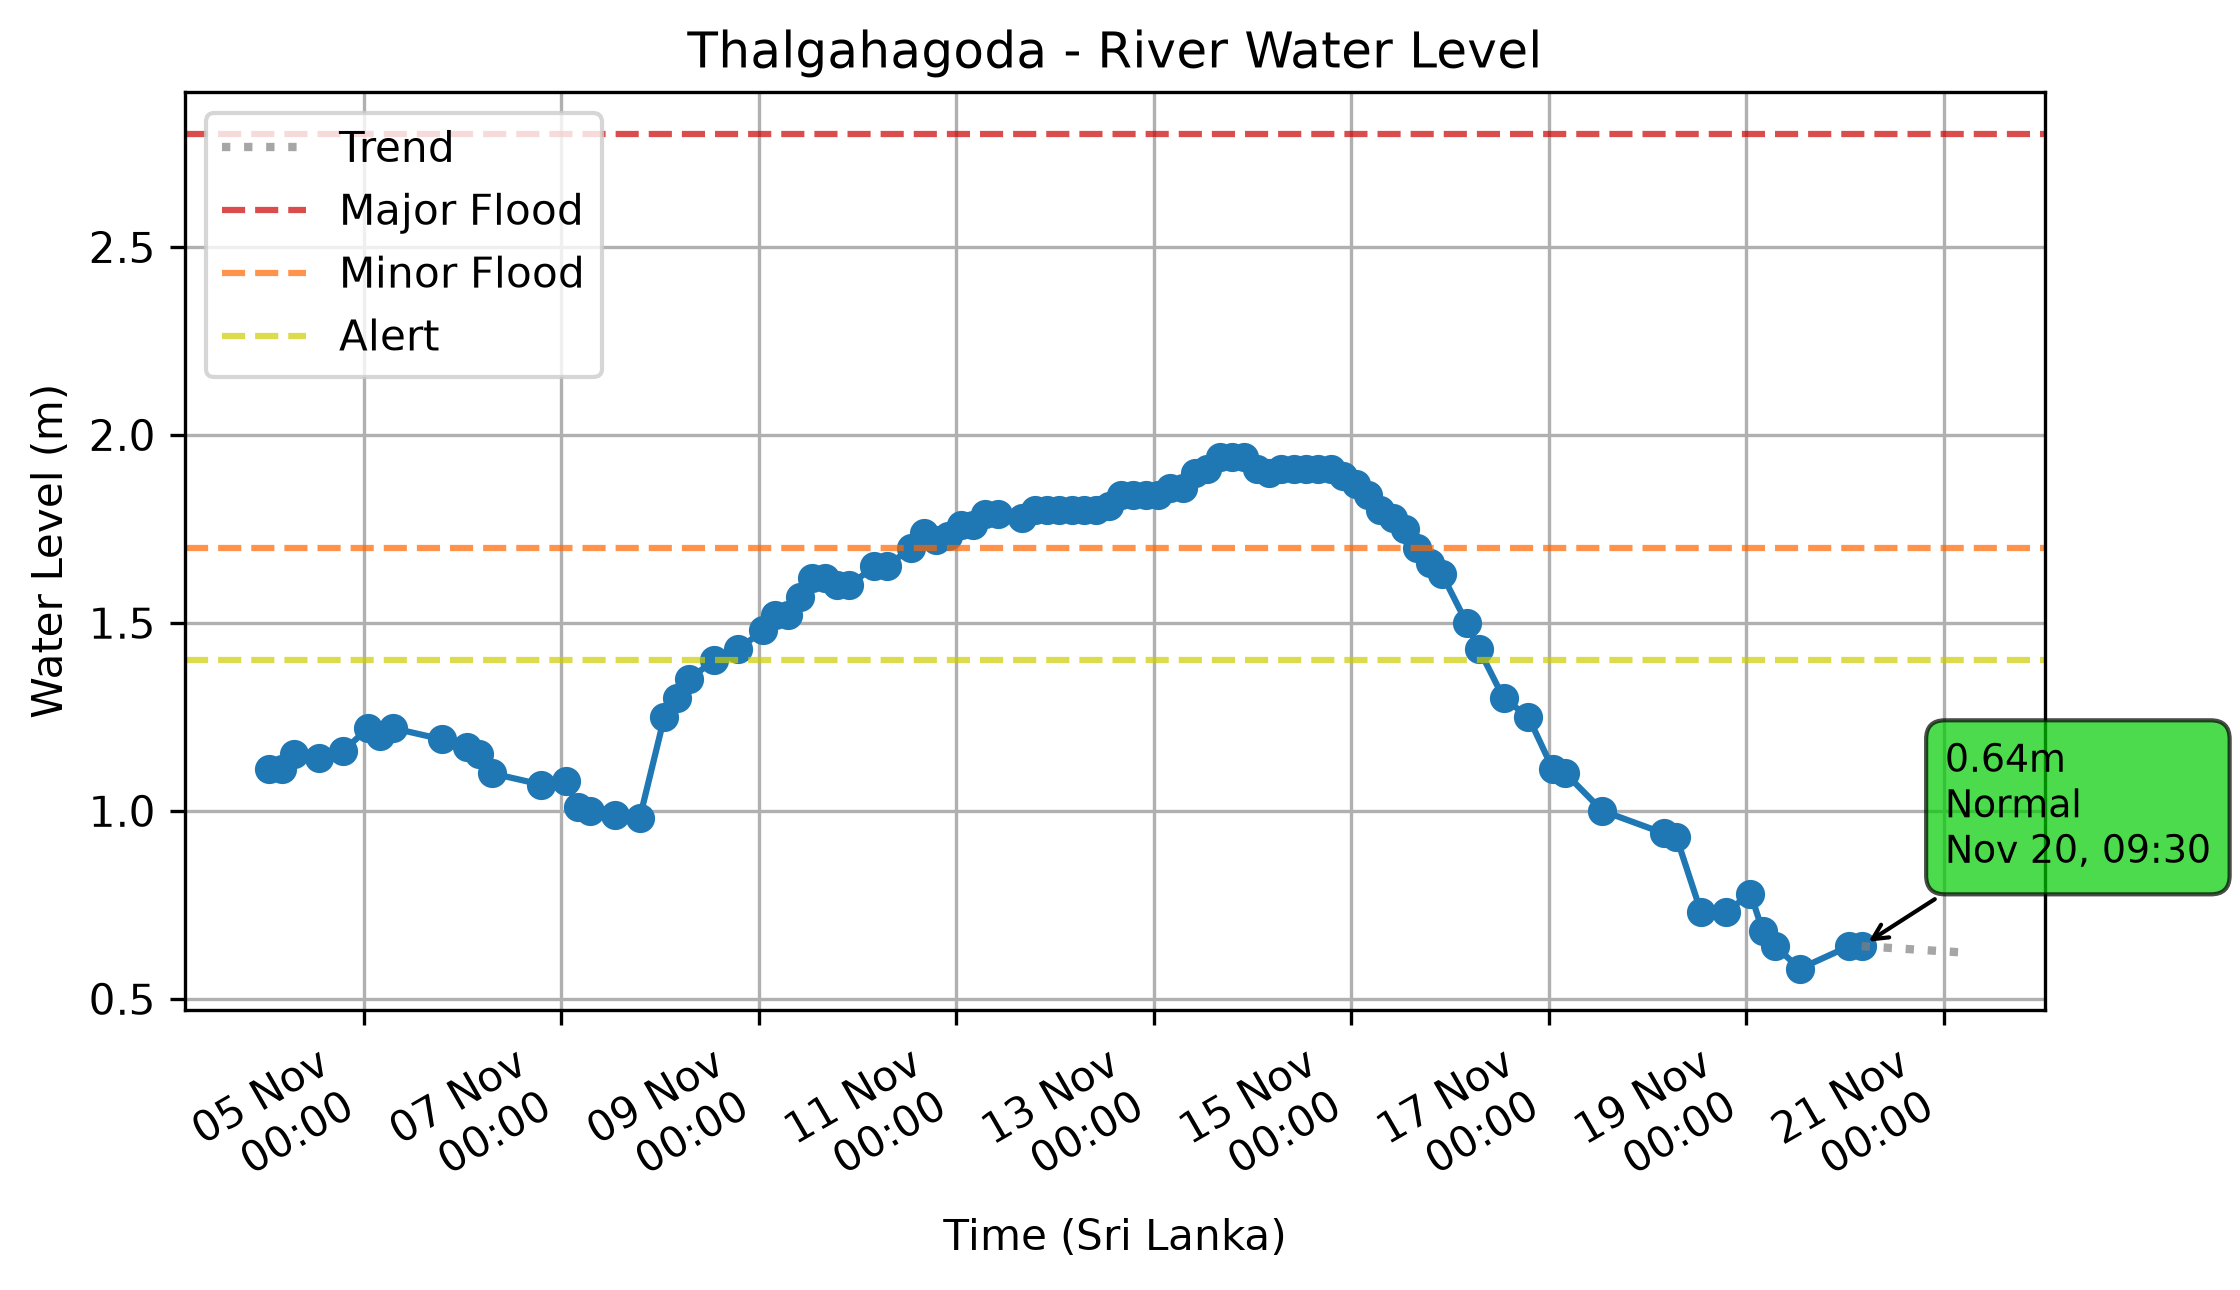 Thalgahagoda - River Water Level
Trend
Major Flood
Minor Flood
Alert
Water Level (m)
2.5
2.0
1.5
1.0
0.5
0.64m
Normal
Nov 20, 09:30
05 Nov
00:00
07 Nov
00:00
09 Nov
00:00
11 Nov
00:00
13 Nov
00:00
15 Nov
00:00
17 Nov
00:00
19 Nov
00:00
21 Nov
00:00
Time (Sri Lanka)